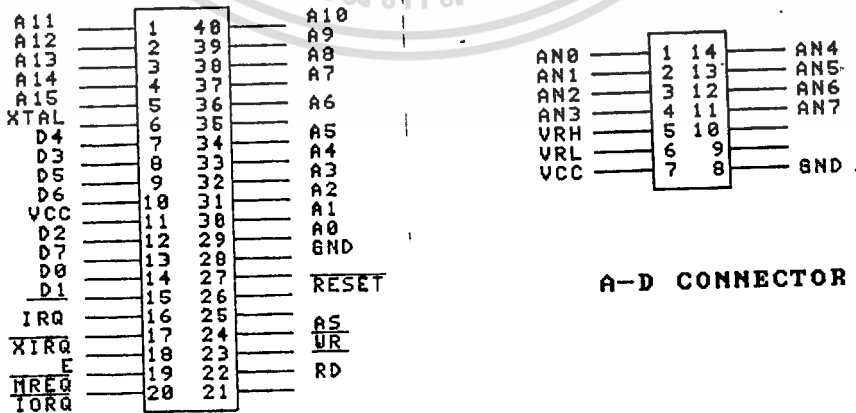 A11 1 40 A10
A12 2 39 A9
A13 3 38 A8
A14 4 37 A7
A15 5 36 A6
XTAL 6 35
D4 7 34 A5
D3 8 33 A4
D5 9 32 A3
D6 10 31 A2
VCC 11 30 A1
D2 12 29 A0
D7 13 28 GND
D0 14 27 RESET
D1 15 26
IRQ 16 25 AS
XIRQ 17 24 WR
E 18 23
MREQ 19 22 RD
IORQ 20 21
AN0 1 14 AN4
AN1 2 13 AN5
AN2 3 12 AN6
AN3 4 11 AN7
VRH 5 10
VRL 6 9
VCC 7 8 GND
A-D CONNECTOR